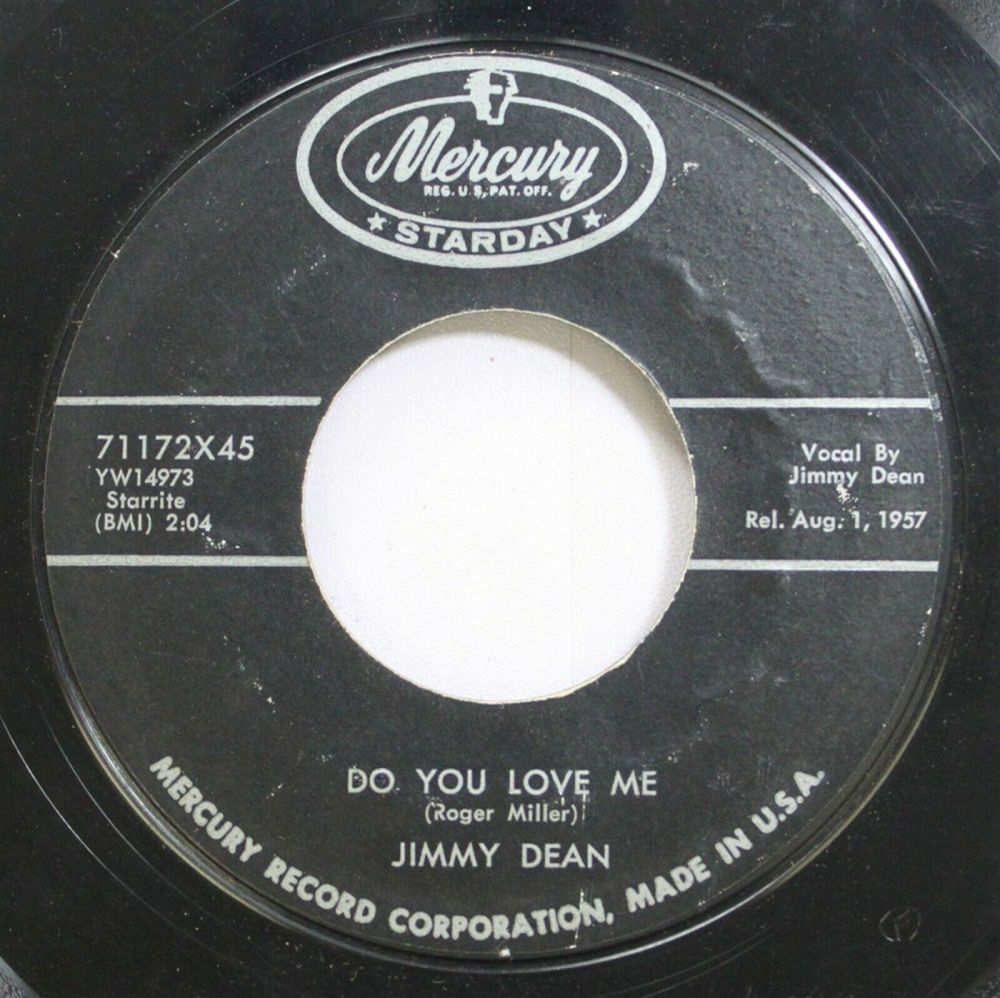 Mercury
REG. U.S. PAT. OFF.
★ STARDAY ★
71172X45
YW14973
Starrite
(BMI) 2:04
Vocal By
Jimmy Dean
Rel. Aug. 1, 1957
DO YOU LOVE ME
(Roger Miller)
JIMMY DEAN
MERCURY RECORD CORPORATION, MADE IN U.S.A.